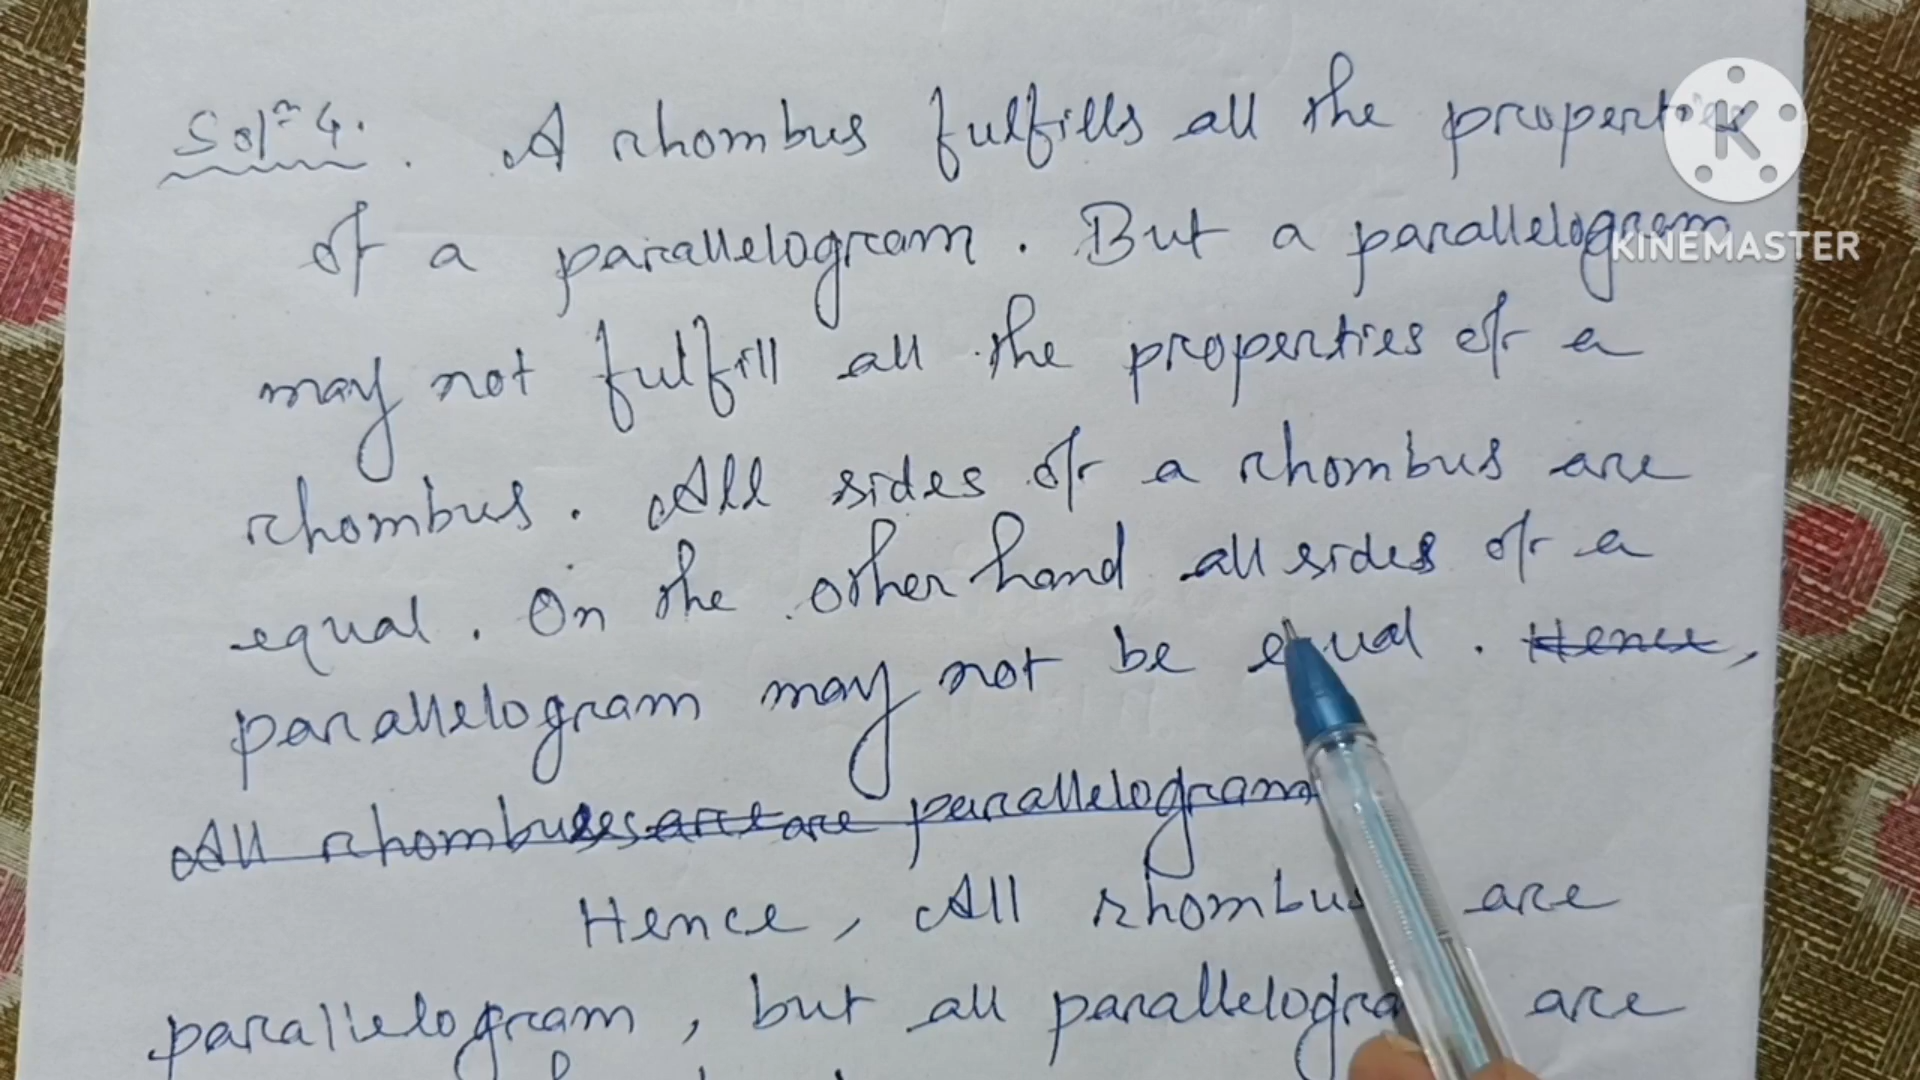 Solⁿ 4. A rhombus fulfills all the properties
of a parallelogram. But a parallelogram
may not fulfill all the properties of a
rhombus. All sides of a rhombus are
equal. On the other hand all sides of a
parallelogram may not be equal. Hence,
All rhombuses are are parallelogram
Hence, All rhombus are
parallelogram, but all parallelogra are
K
KINEMASTER